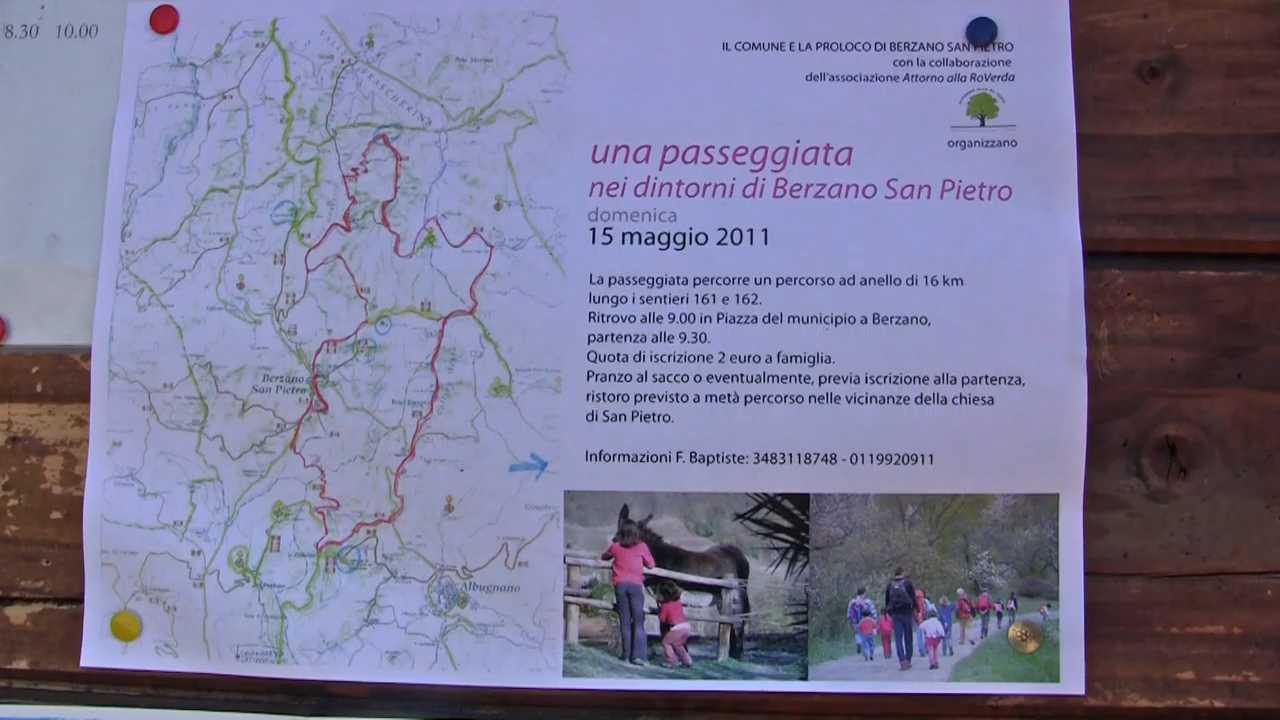 8.30 10.00
IL COMUNE E LA PROLOCO DI BERZANO SAN PIETRO
con la collaborazione
dell'associazione Attorno alla RoVerda
organizzano
una passeggiata
nei dintorni di Berzano San Pietro
domenica
15 maggio 2011
La passeggiata percorre un percorso ad anello di 16 km
lungo i sentieri 161 e 162.
Ritrovo alle 9.00 in Piazza del municipio a Berzano,
partenza alle 9.30.
Quota di iscrizione 2 euro a famiglia.
Pranzo al sacco o eventualmente, previa iscrizione alla partenza,
ristoro previsto a metà percorso nelle vicinanze della chiesa
di San Pietro.
Informazioni F. Baptiste: 3483118748 - 0119920911
Berzano
San Pietro
Albugnano